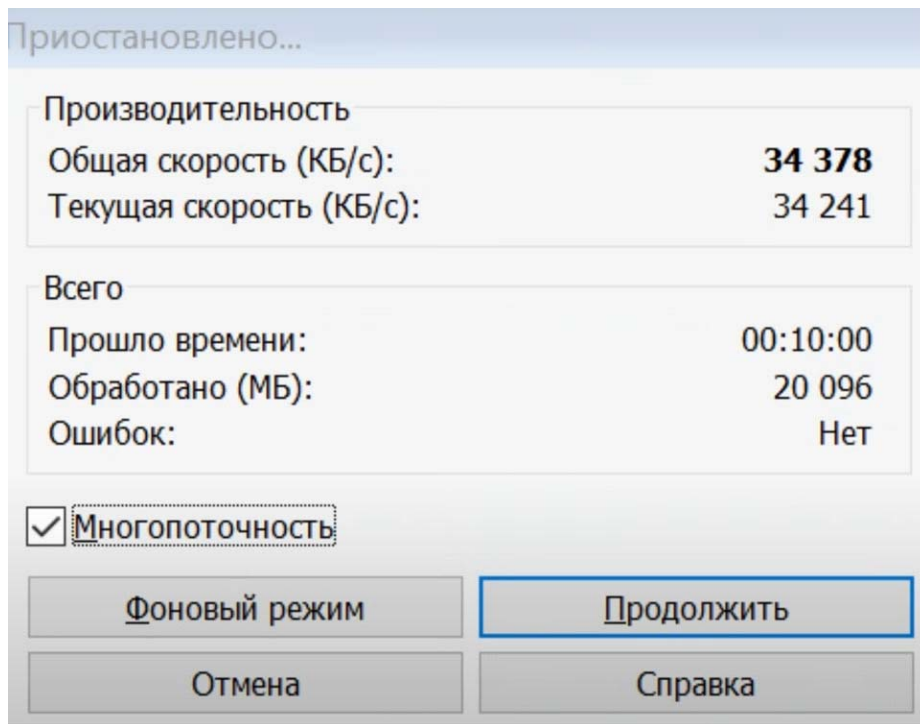 Приостановлено...
Производительность
Общая скорость (КБ/с): 34 378
Текущая скорость (КБ/с): 34 241
Всего
Прошло времени: 00:10:00
Обработано (МБ): 20 096
Ошибок: Нет
Многопоточность
Фоновый режим Продолжить
Отмена Справка